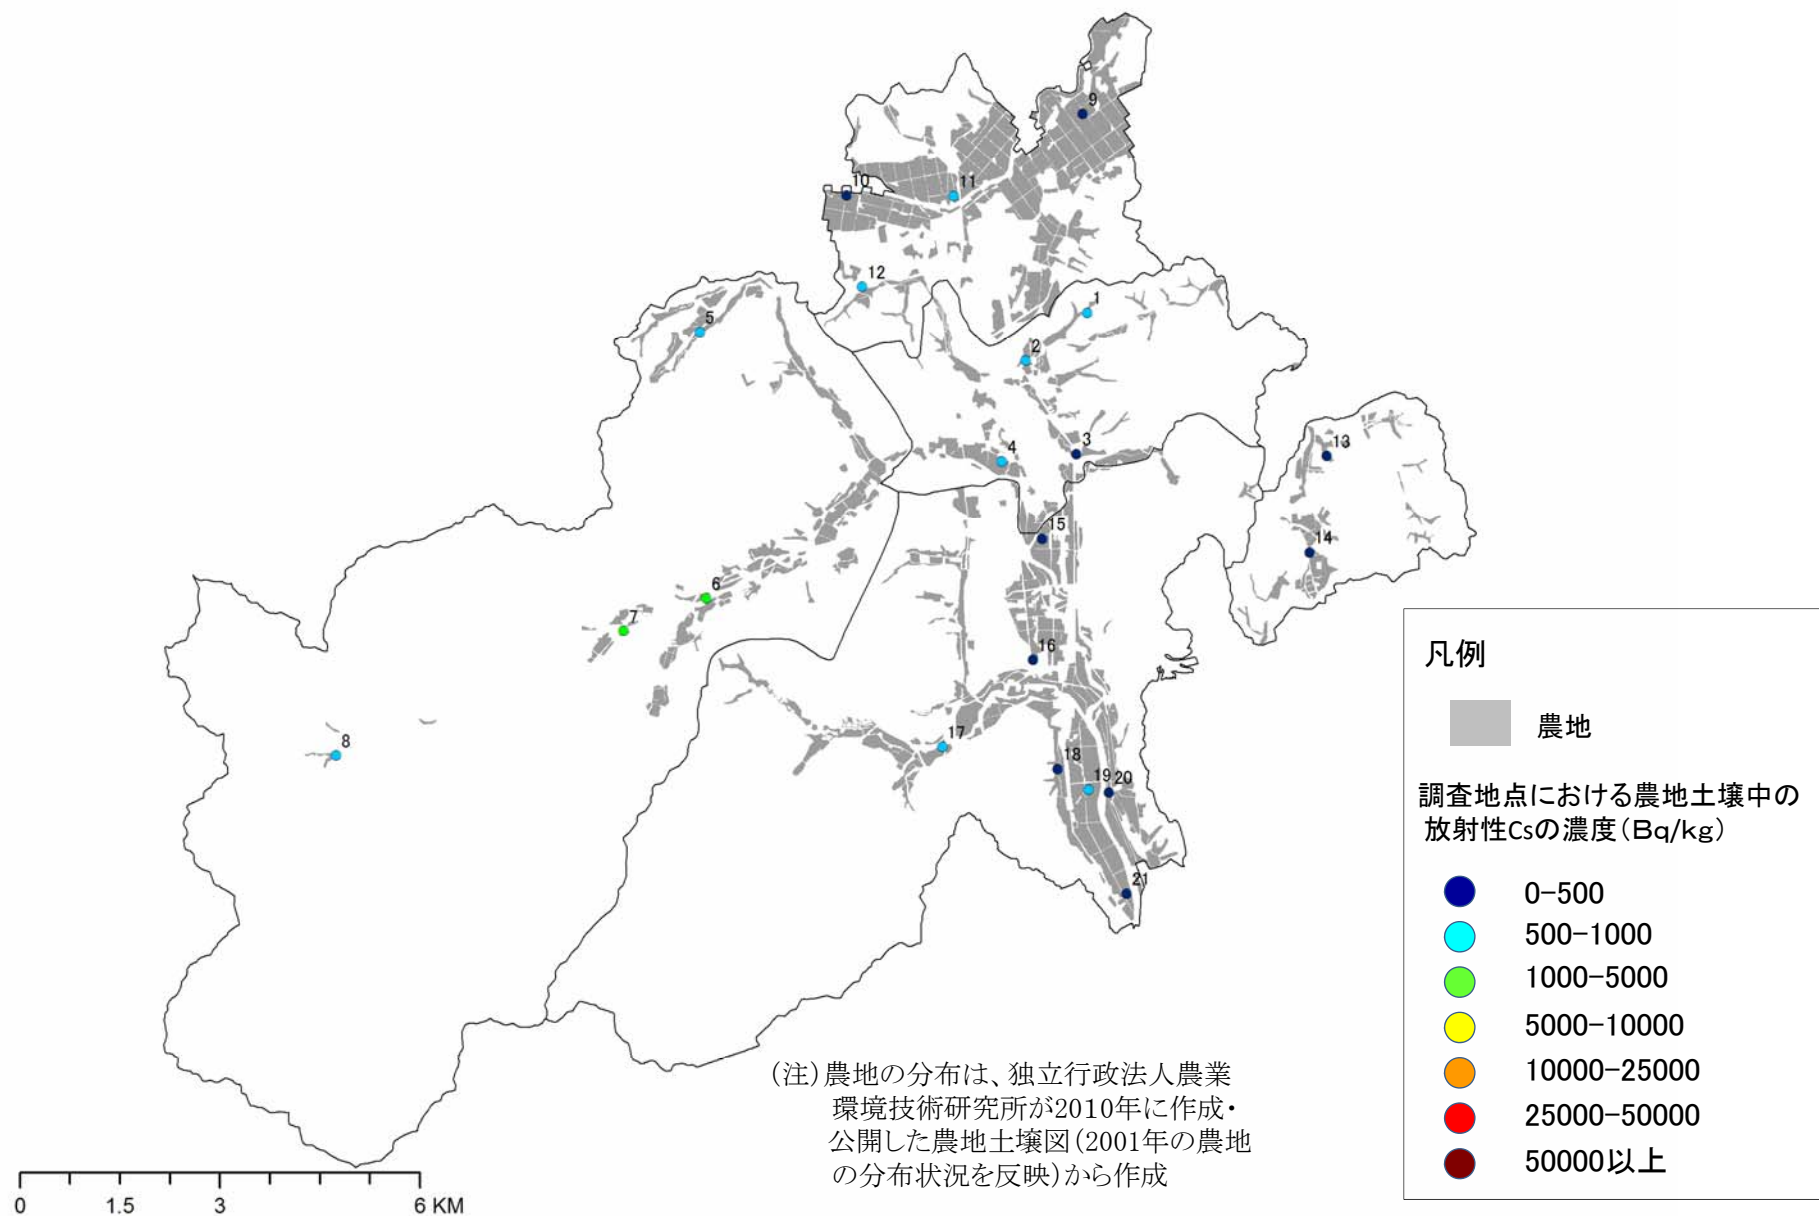 9
10
11
12
1
5
2
3
4
13
15
14
6
7
16
17
8
18
19
20
21
凡例
農地
調査地点における農地土壌中の
放射性Csの濃度(Bq/kg)
0-500
500-1000
1000-5000
5000-10000
10000-25000
25000-50000
50000以上
(注)農地の分布は、独立行政法人農業
環境技術研究所が2010年に作成・
公開した農地土壌図(2001年の農地
の分布状況を反映)から作成
0 1.5 3 6 KM